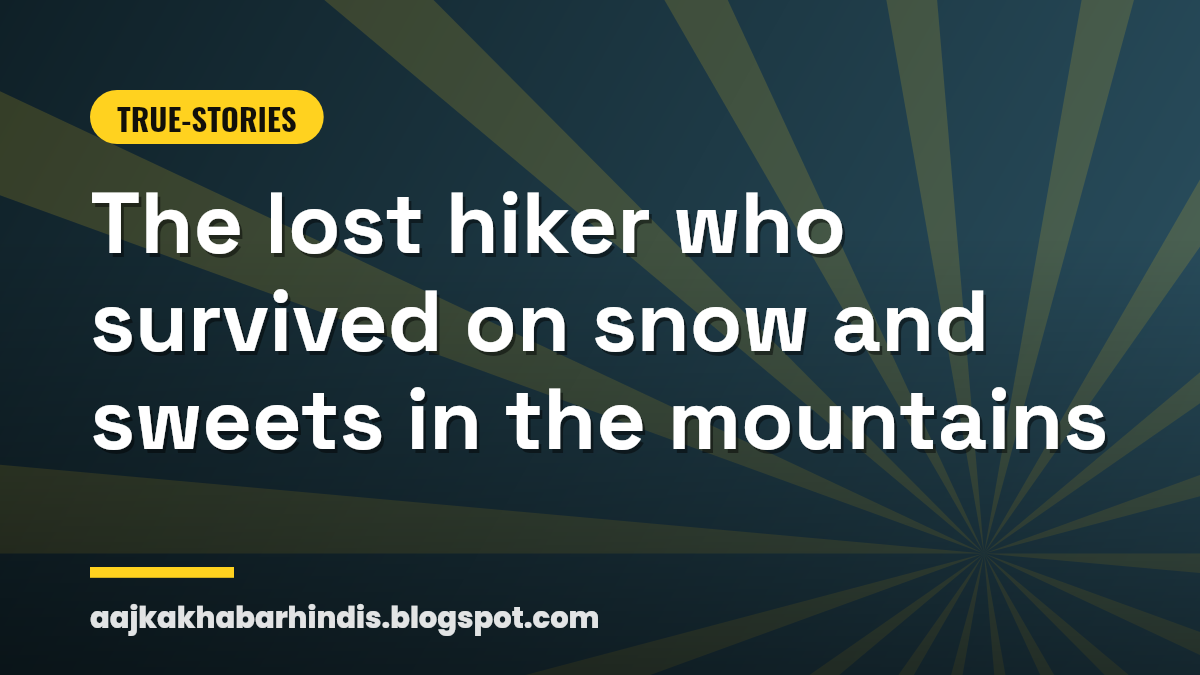 TRUE-STORIES
The lost hiker who
survived on snow and
sweets in the mountains
aajkakhabarhindis.blogspot.com